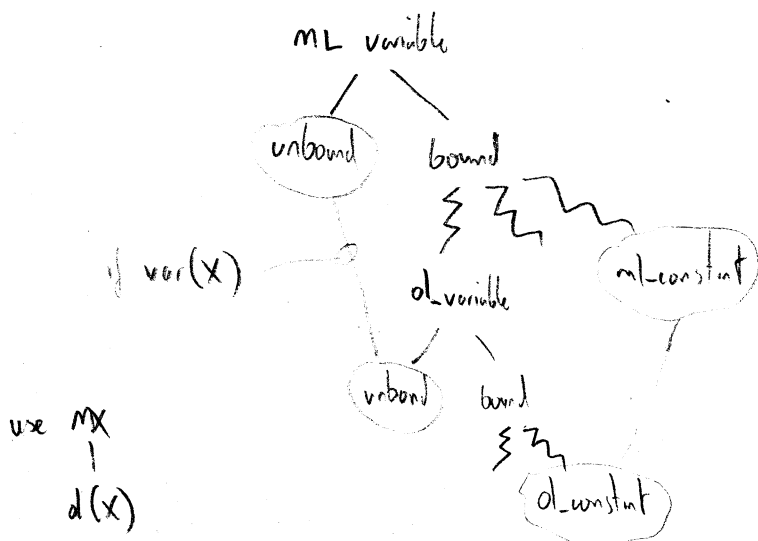 ML variable
unbound bound
if var(X) ml_constant
ol_variable
unbound bound
use MX
ol_constant
d(X)